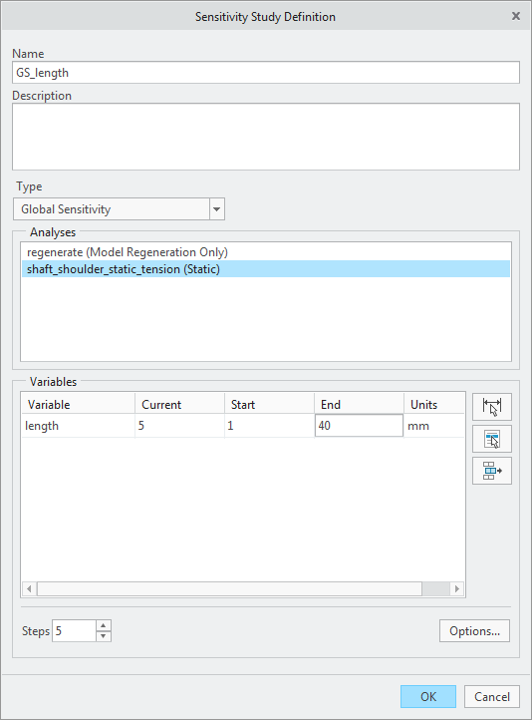 Sensitivity Study Definition
Name
GS_length
Description
Type
Global Sensitivity
Analyses
regenerate (Model Regeneration Only)
shaft_shoulder_static_tension (Static)
Variables
Variable Current Start End Units
length 5 1 40 mm
Steps 5 Options...
OK Cancel